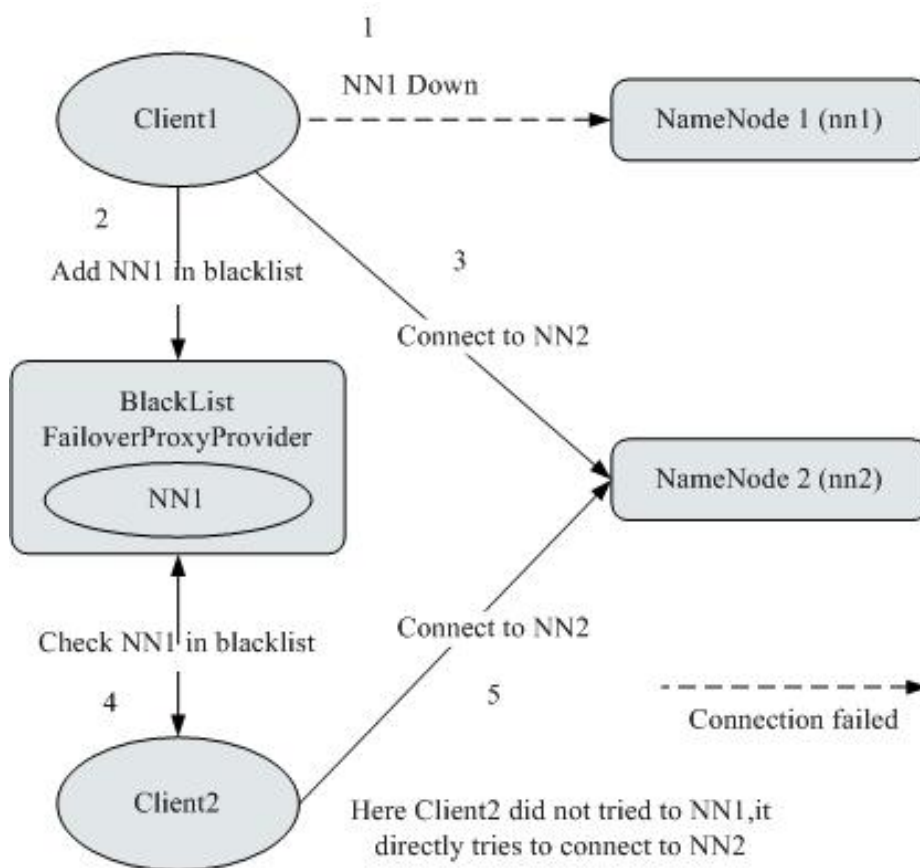 1
NN1 Down
Client1
NameNode 1 (nn1)
2
Add NN1 in blacklist
3
Connect to NN2
BlackList
FailoverProxyProvider
NN1
NameNode 2 (nn2)
Check NN1 in blacklist
4
Connect to NN2
5
Connection failed
Client2
Here Client2 did not tried to NN1,it
directly tries to connect to NN2